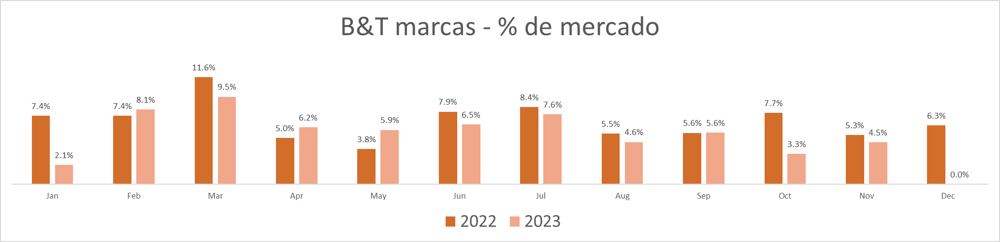 B&T marcas - % de mercado
7.4% 2.1% 7.4% 8.1% 11.6% 9.5% 5.0% 6.2% 3.8% 5.9% 7.9% 6.5% 8.4% 7.6% 5.5% 4.6% 5.6% 5.6% 7.7% 3.3% 5.3% 4.5% 6.3% 0.0%
Jan Feb Mar Apr May Jun Jul Aug Sep Oct Nov Dec
2022 2023